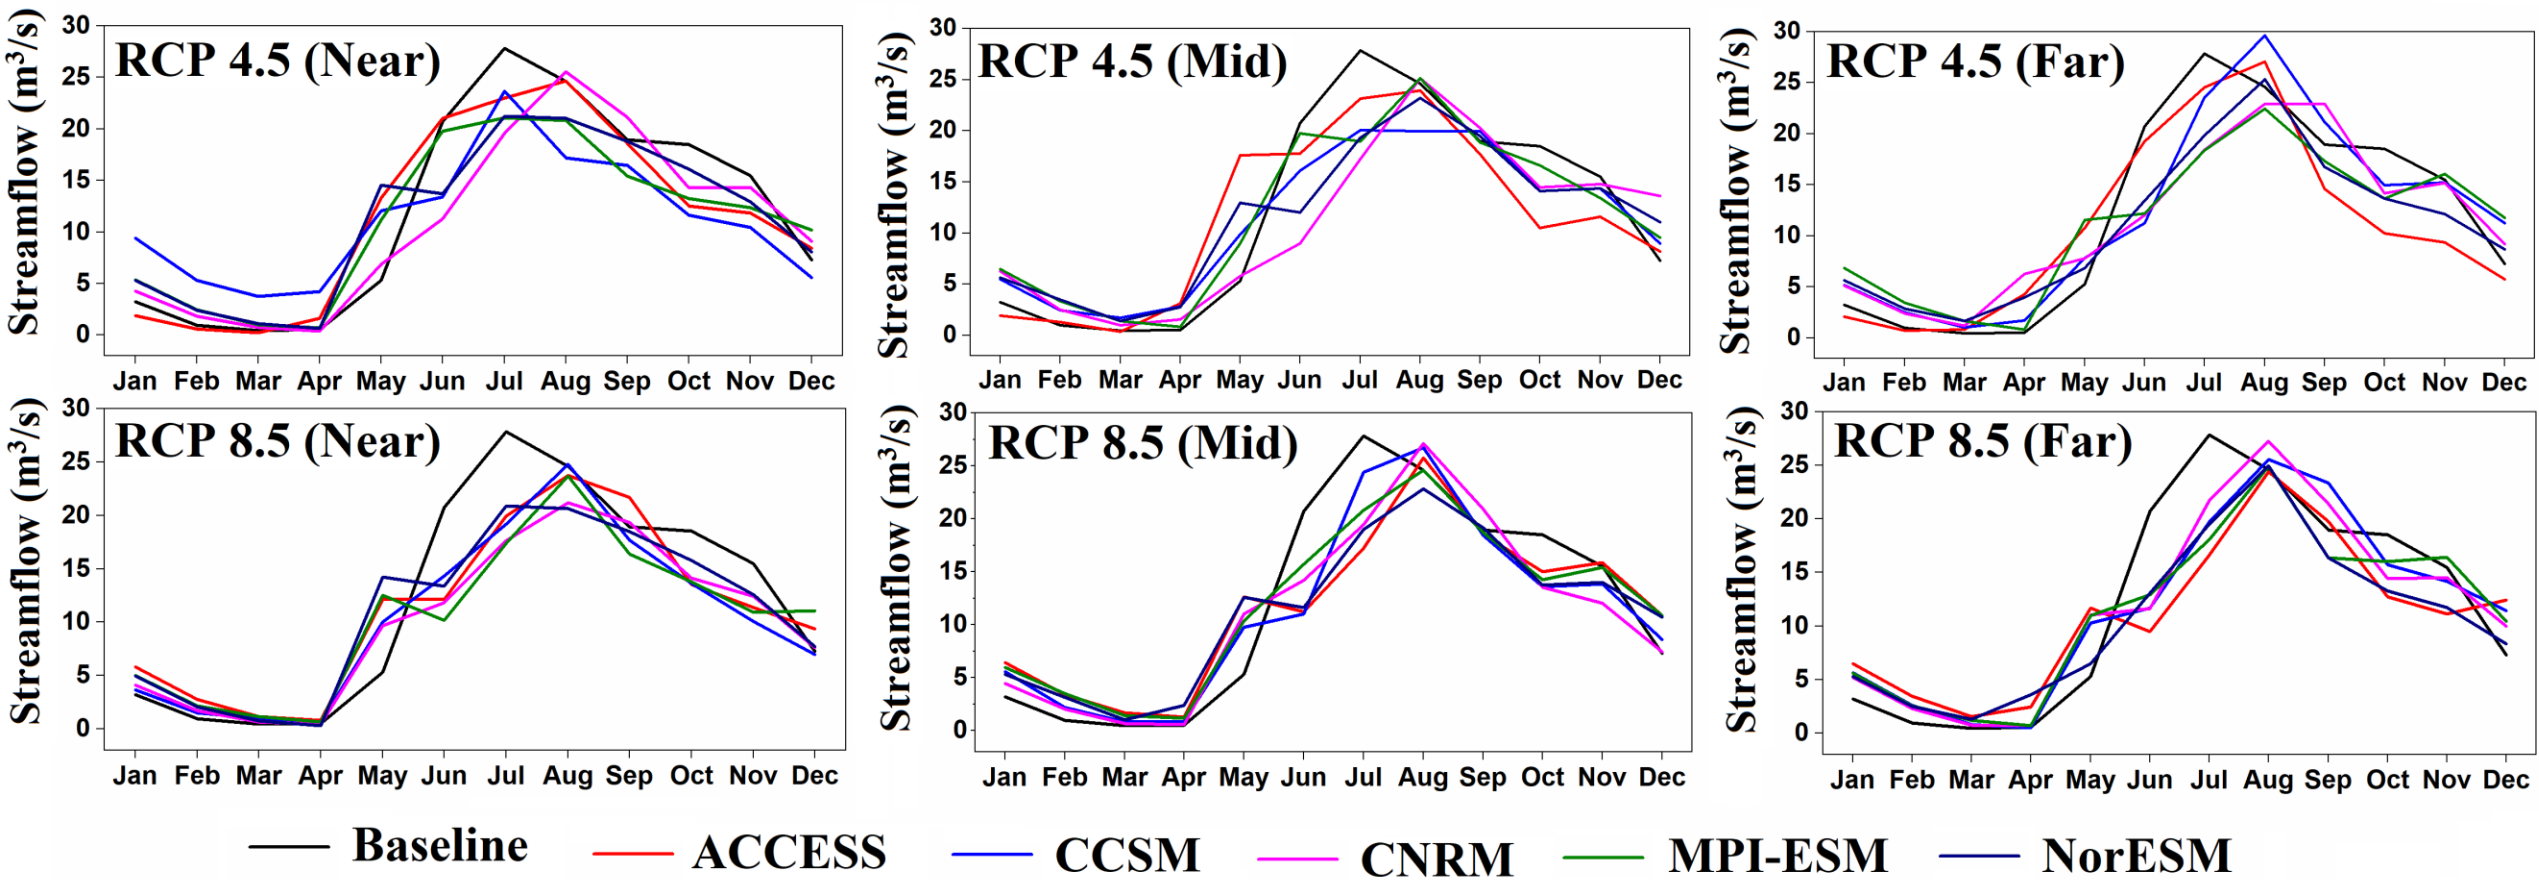 RCP 4.5 (Near)
Streamflow (m³/s)
30
25
20
15
10
5
0
Jan Feb Mar Apr May Jun Jul Aug Sep Oct Nov Dec
RCP 4.5 (Mid)
Streamflow (m³/s)
30
25
20
15
10
5
0
Jan Feb Mar Apr May Jun Jul Aug Sep Oct Nov Dec
RCP 4.5 (Far)
Streamflow (m³/s)
30
25
20
15
10
5
0
Jan Feb Mar Apr May Jun Jul Aug Sep Oct Nov Dec
RCP 8.5 (Near)
Streamflow (m³/s)
30
25
20
15
10
5
0
Jan Feb Mar Apr May Jun Jul Aug Sep Oct Nov Dec
RCP 8.5 (Mid)
Streamflow (m³/s)
30
25
20
15
10
5
0
Jan Feb Mar Apr May Jun Jul Aug Sep Oct Nov Dec
RCP 8.5 (Far)
Streamflow (m³/s)
30
25
20
15
10
5
0
Jan Feb Mar Apr May Jun Jul Aug Sep Oct Nov Dec
Baseline ACCESS CCSM CNRM MPI-ESM NorESM